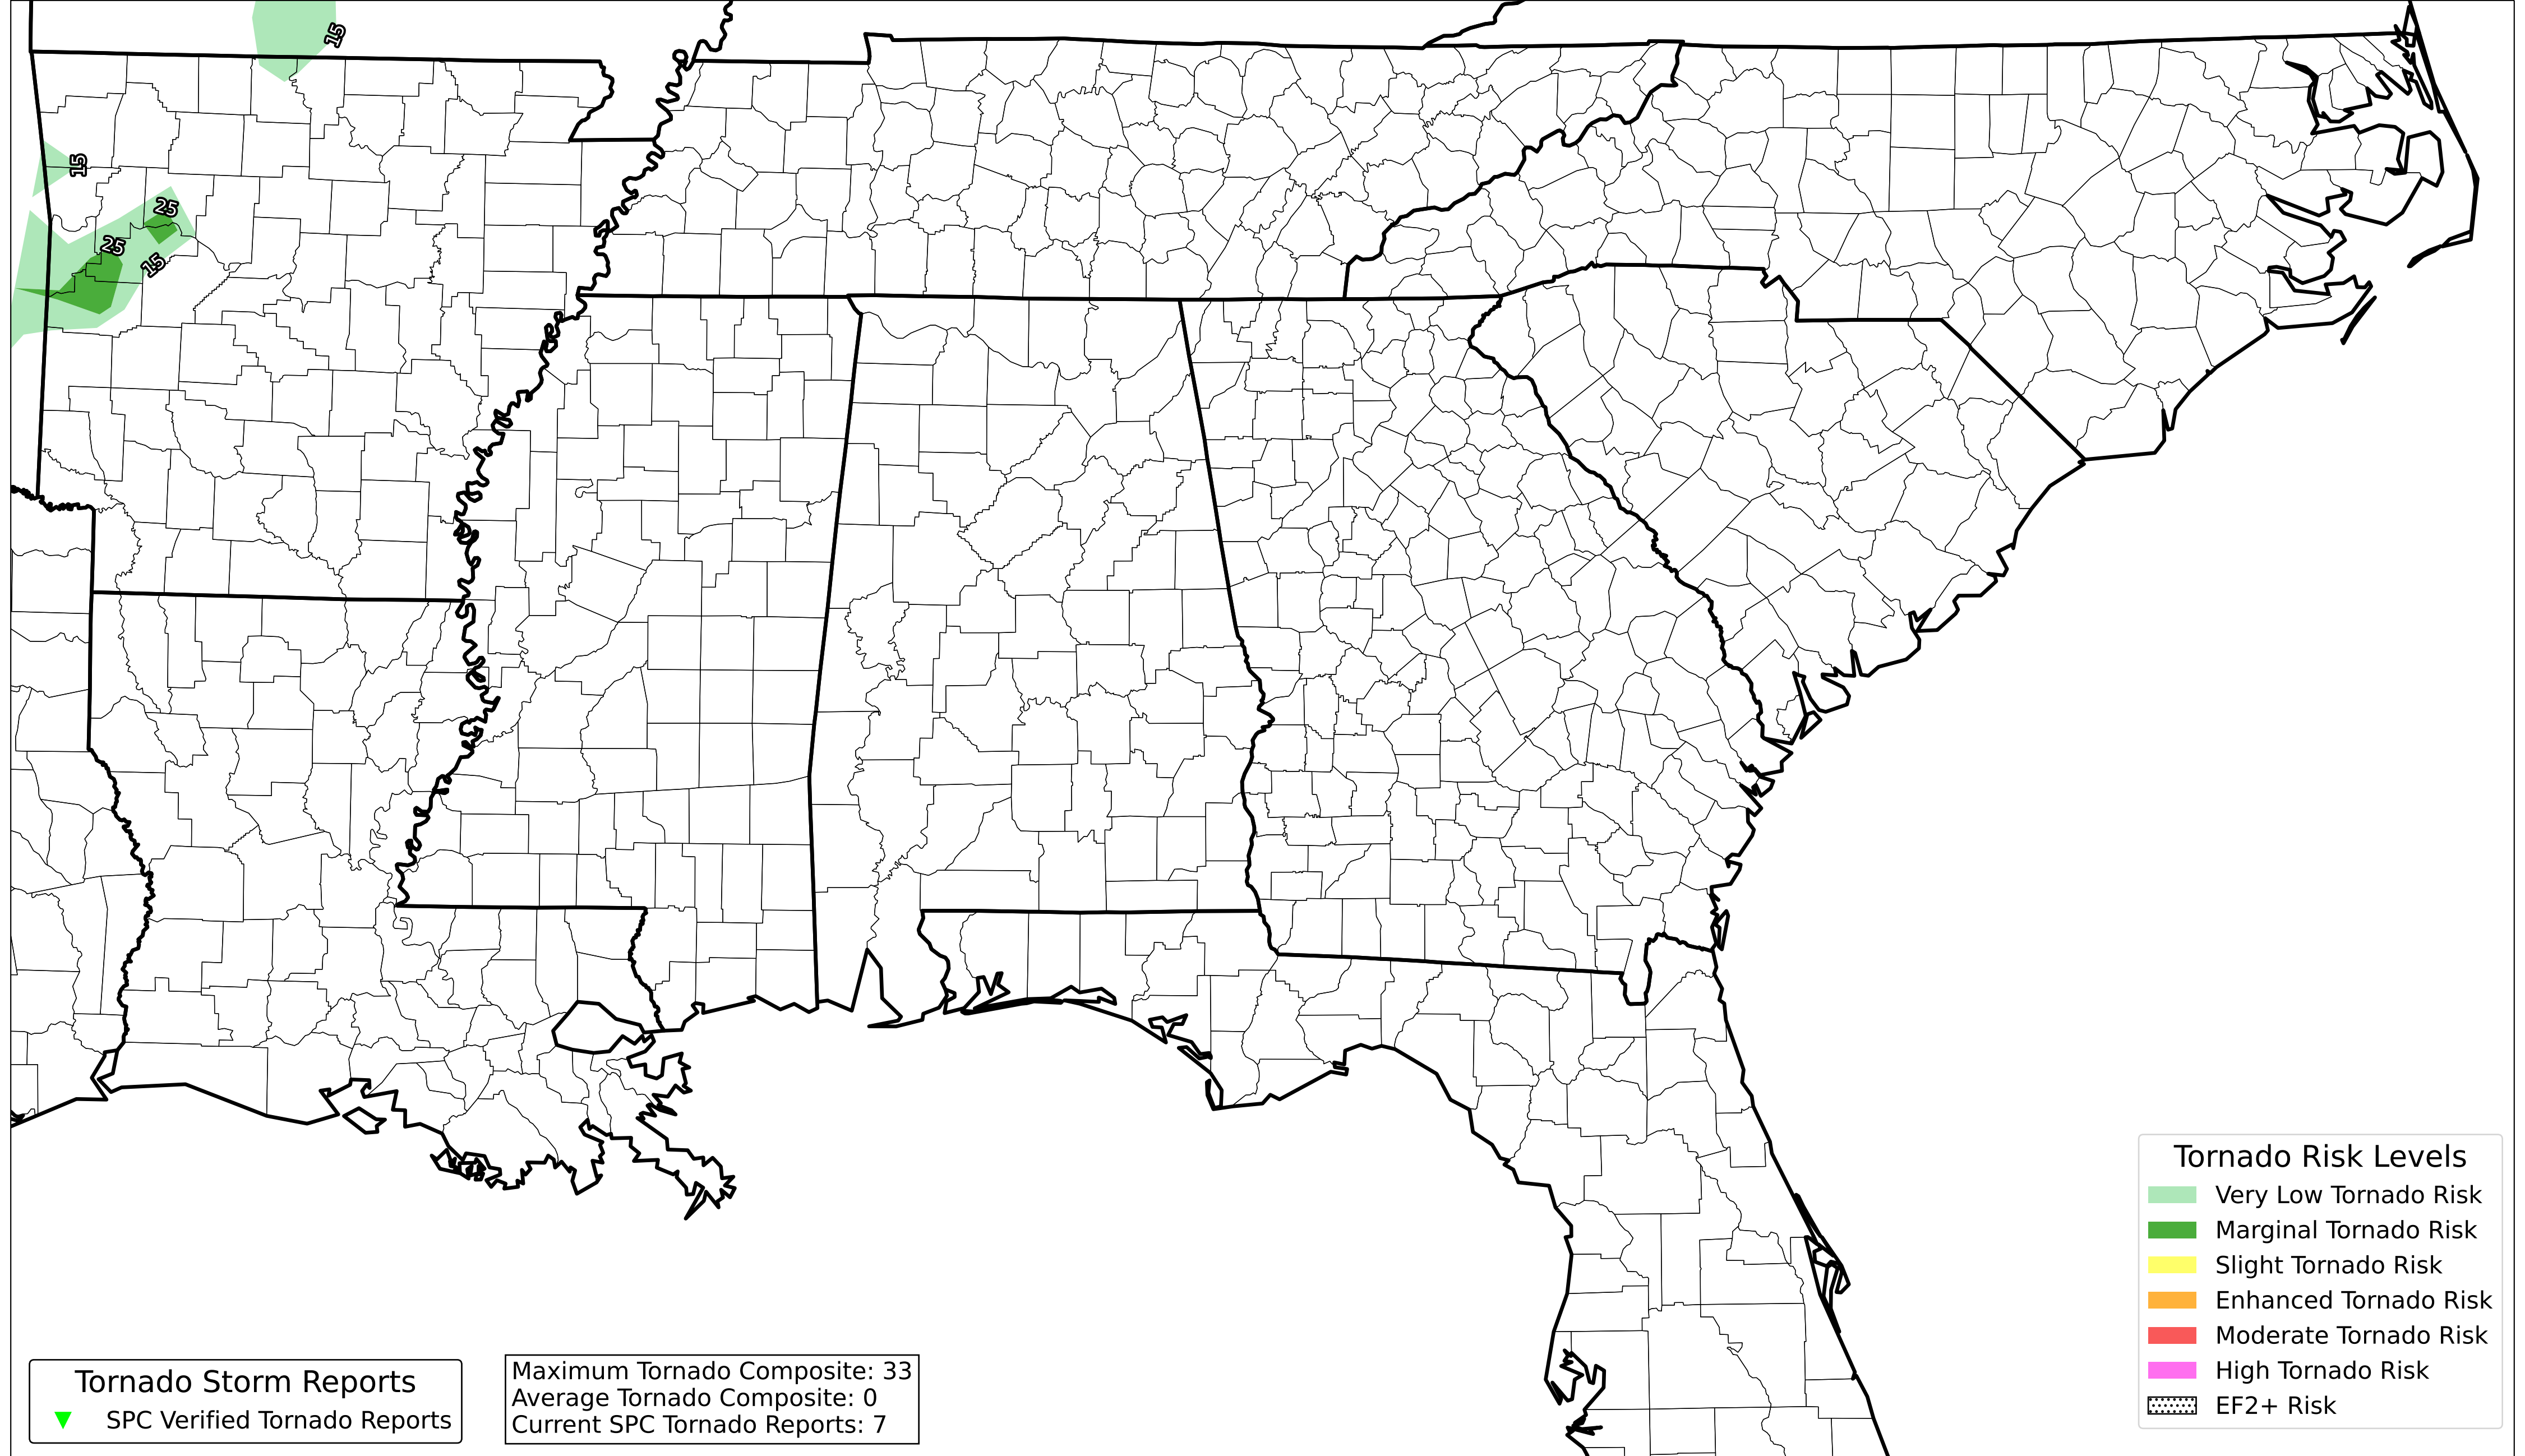 15
15
25
25
15
Tornado Storm Reports
SPC Verified Tornado Reports
Maximum Tornado Composite: 33
Average Tornado Composite: 0
Current SPC Tornado Reports: 7
Tornado Risk Levels
Very Low Tornado Risk
Marginal Tornado Risk
Slight Tornado Risk
Enhanced Tornado Risk
Moderate Tornado Risk
High Tornado Risk
EF2+ Risk